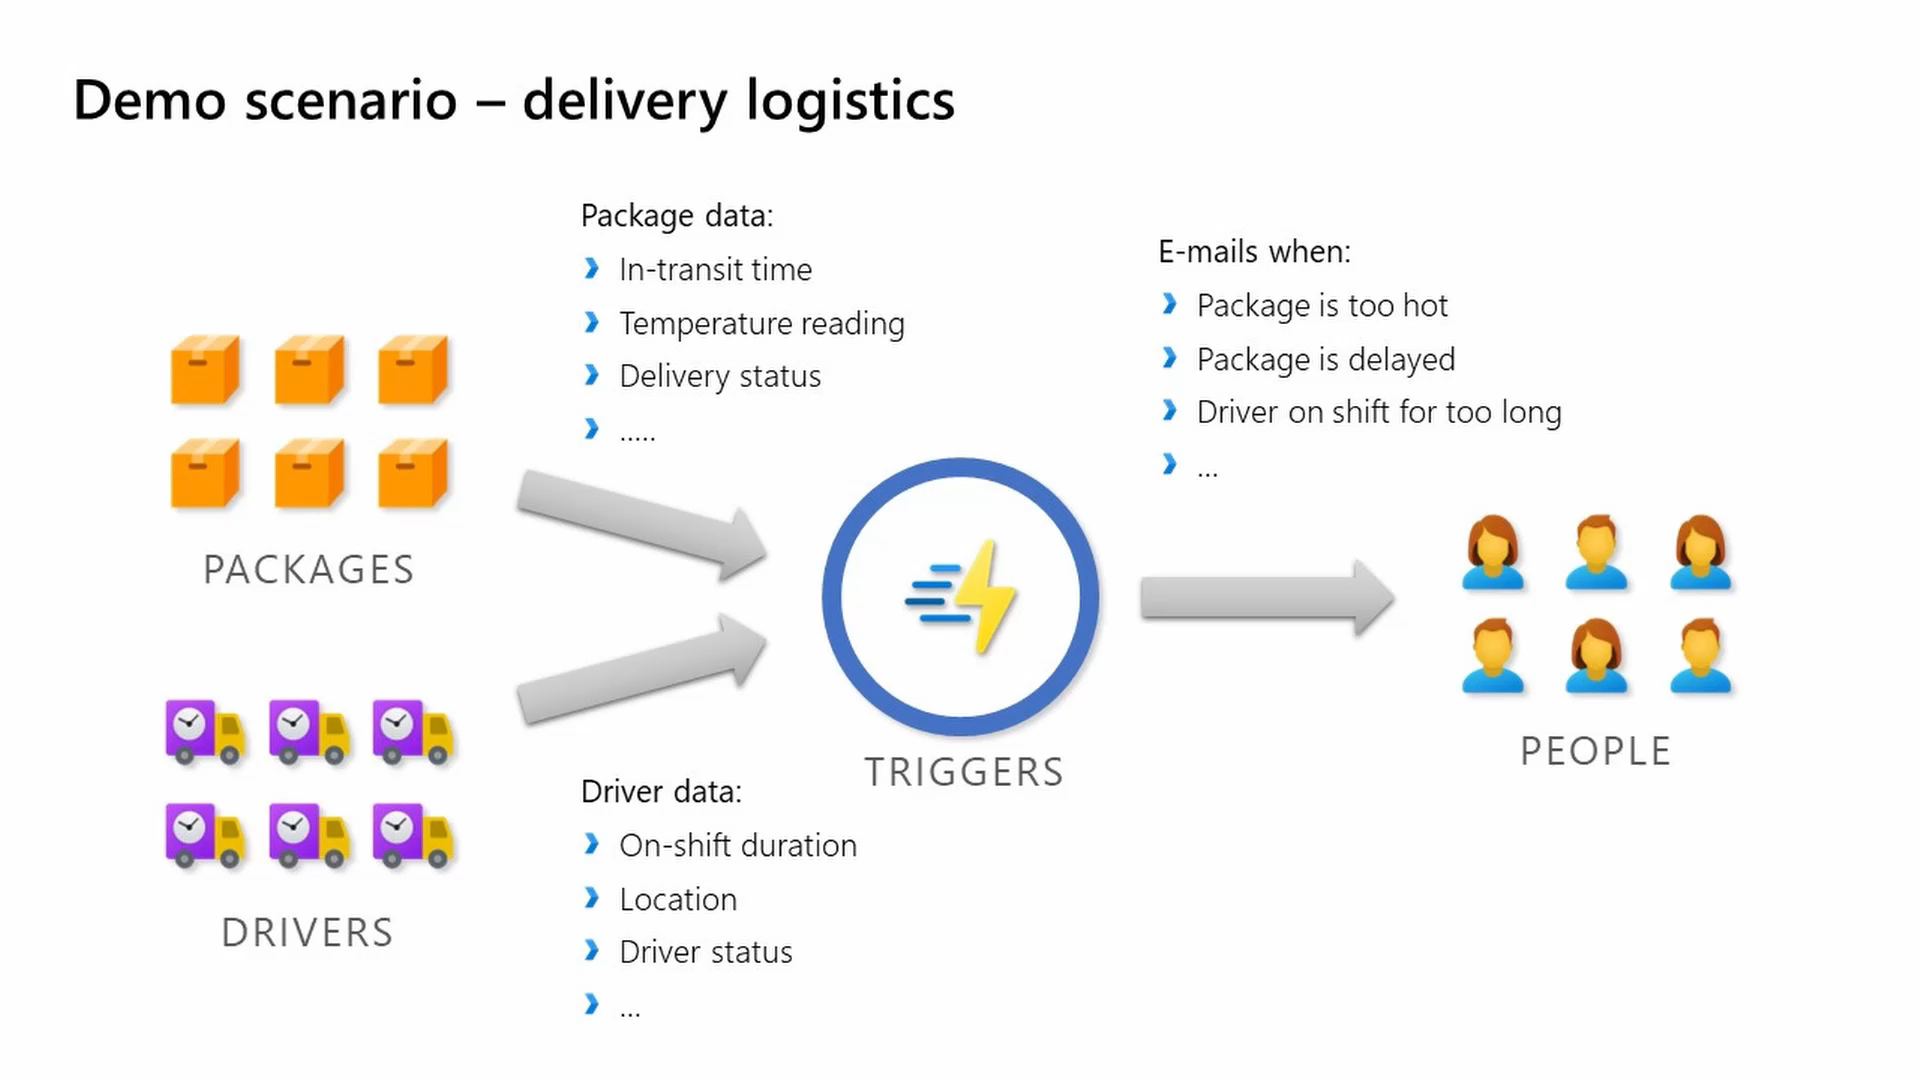 Demo scenario – delivery logistics
Package data:
In-transit time
Temperature reading
Delivery status
.....
E-mails when:
Package is too hot
Package is delayed
Driver on shift for too long
...
PACKAGES
TRIGGERS
PEOPLE
Driver data:
On-shift duration
Location
Driver status
...
DRIVERS